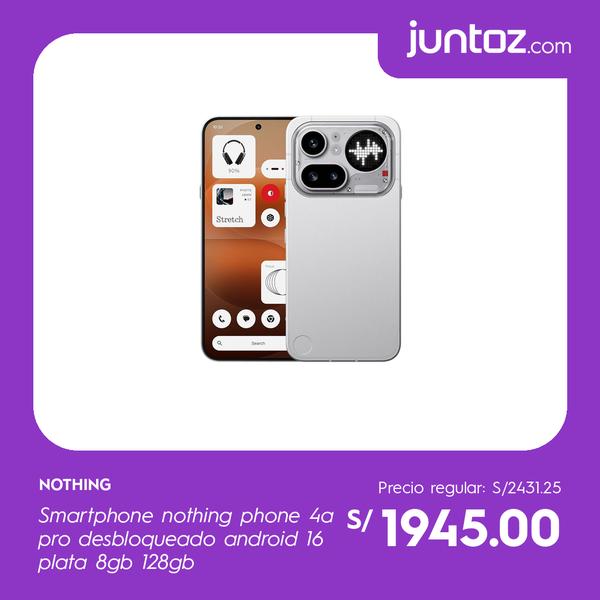 juntoz.com
90%
Stretch
Search
NOTHING
Smartphone nothing phone 4a
pro desbloqueado android 16
plata 8gb 128gb
Precio regular: S/2431.25
S/ 1945.00